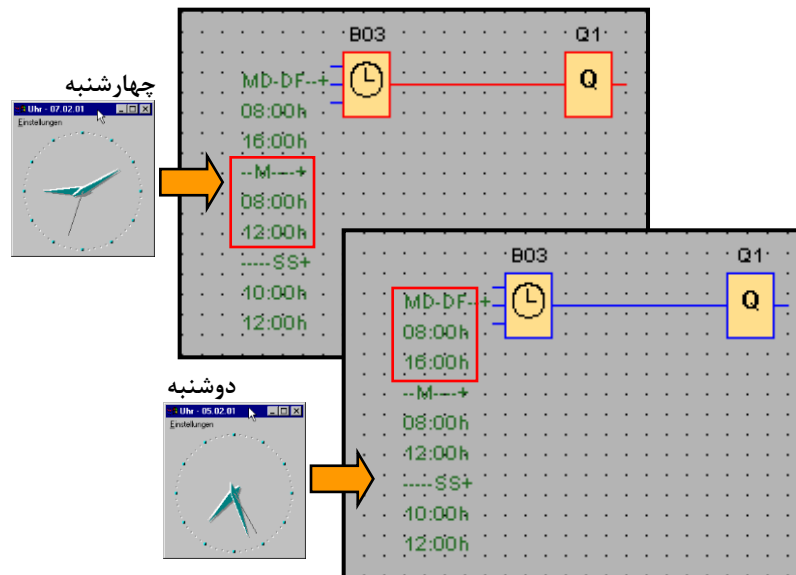 B03 Q1
Q
MD-DF--+
08:00h
16:00h
--M----+
08:00h
12:00h
-----SS+
10:00h
12:00h
چهارشنبه
Uhr - 07.02.01
Einstellungen
B03 Q1
Q
MD-DF--+
08:00h
16:00h
--M----+
08:00h
12:00h
-----SS+
10:00h
12:00h
دوشنبه
Uhr - 05.02.01
Einstellungen